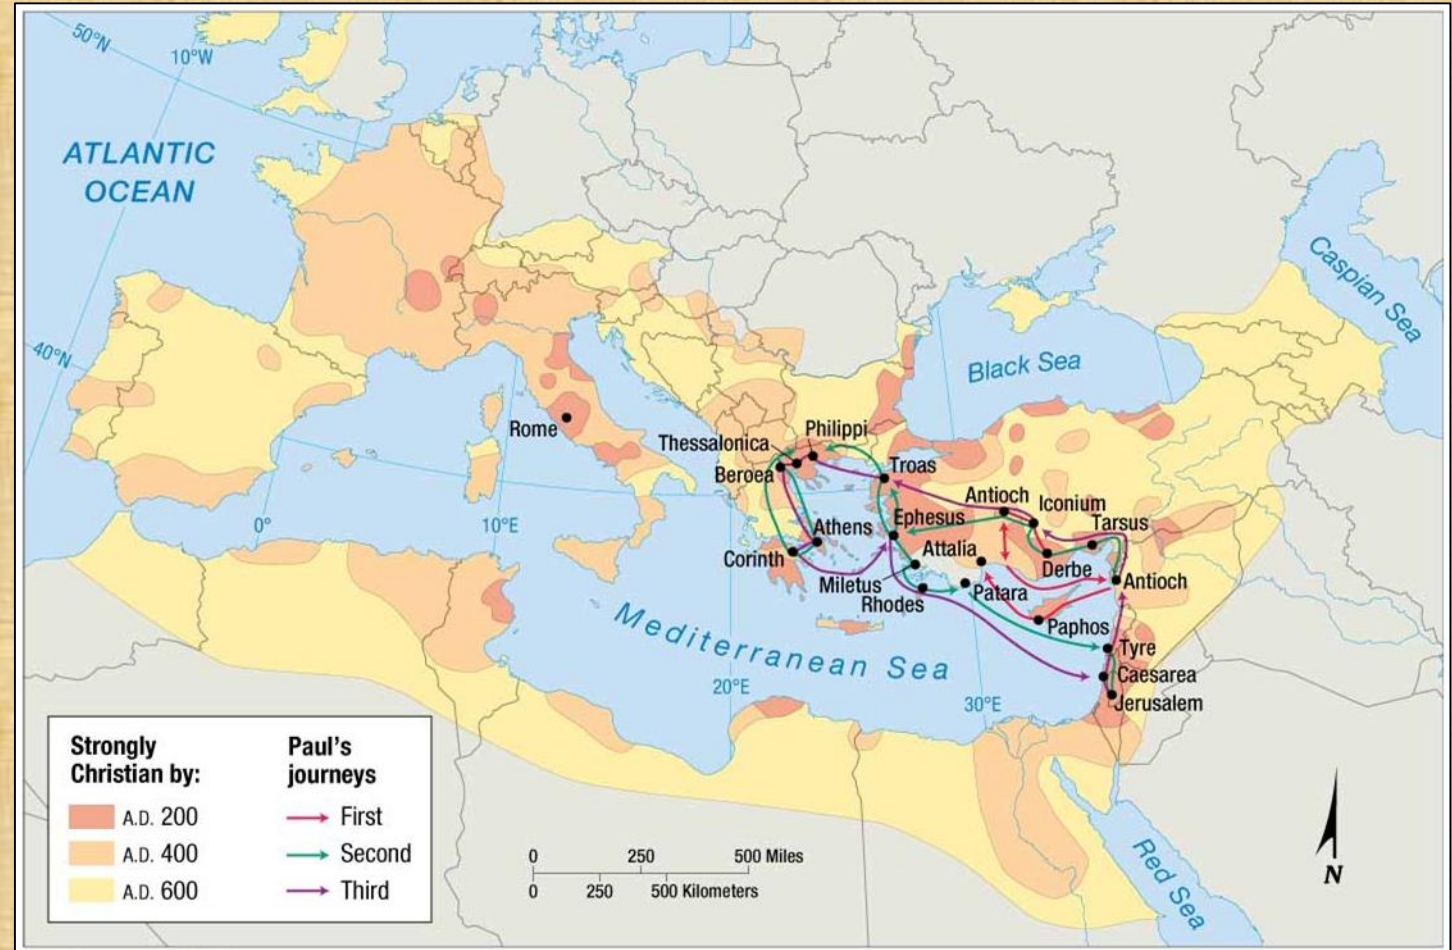 50°N
10°W
ATLANTIC
OCEAN
40°N
Caspian Sea
Black Sea
Rome
Philippi
Thessalonica
Beroea
Troas
Antioch
Iconium
Tarsus
Ephesus
Athens
0°
10°E
Attalia
Corinth
Derbe
Antioch
Miletus
Patara
Rhodes
Paphos
Mediterranean Sea
Tyre
Caesarea
20°E
30°E
Jerusalem
Strongly
Christian by:
A.D. 200
A.D. 400
A.D. 600
Paul's
journeys
First
Second
Third
0 250 500 Miles
0 250 500 Kilometers
Red Sea
N